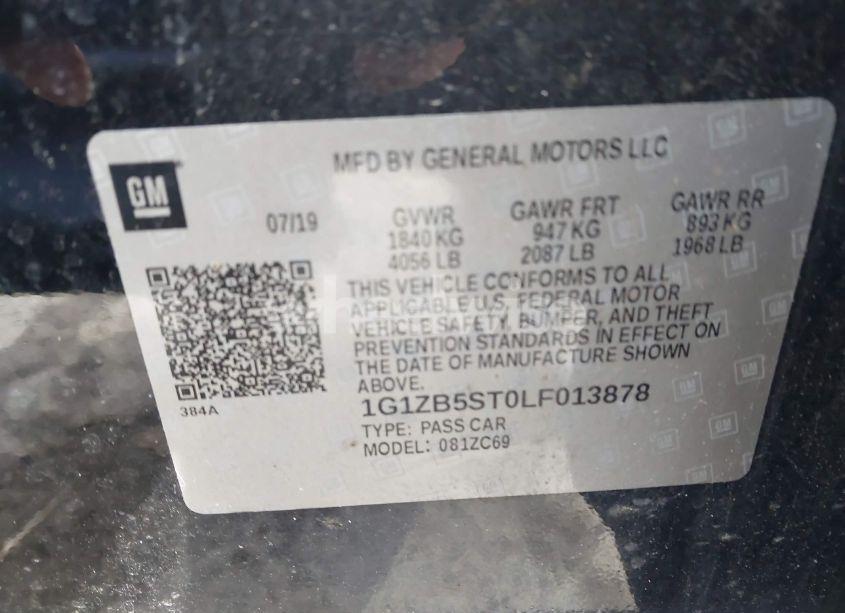 MFD BY GENERAL MOTORS LLC
GM
07/19
GVWR
1840 KG
4056 LB
GAWR FRT
947 KG
2087 LB
GAWR RR
893 KG
1968 LB
THIS VEHICLE CONFORMS TO ALL
APPLICABLE U.S. FEDERAL MOTOR
VEHICLE SAFETY, BUMPER, AND THEFT
PREVENTION STANDARDS IN EFFECT ON
THE DATE OF MANUFACTURE SHOWN
ABOVE.
384A
1G1ZB5ST0LF013878
TYPE: PASS CAR
MODEL: 081ZC69